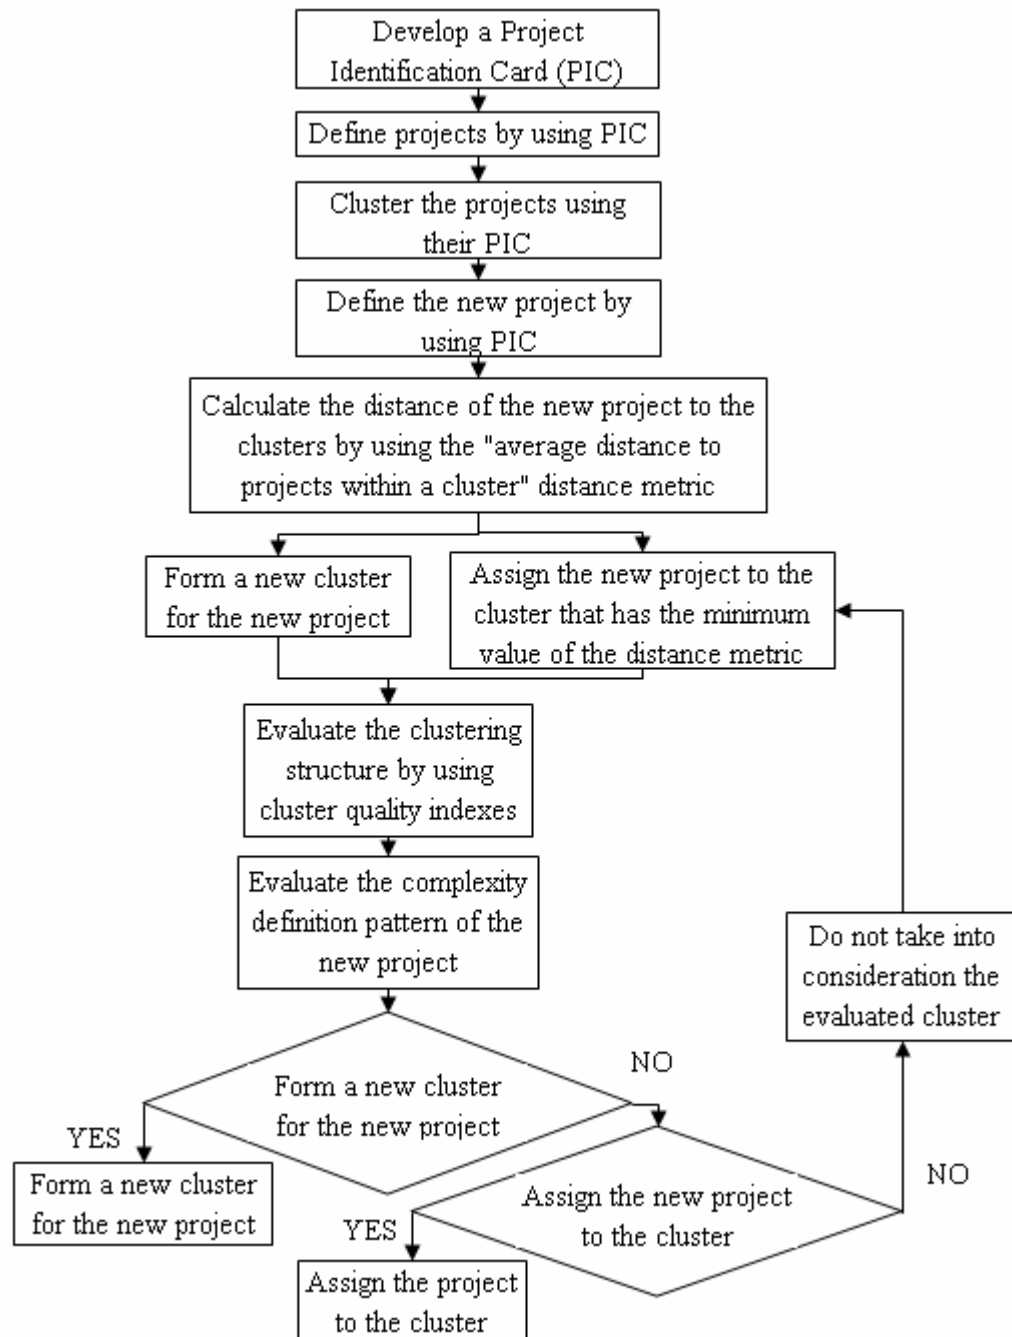 Develop a Project
Identification Card (PIC)
Define projects by using PIC
Cluster the projects using
their PIC
Define the new project by
using PIC
Calculate the distance of the new project to the
clusters by using the "average distance to
projects within a cluster" distance metric
Form a new cluster
for the new project
Assign the new project to the
cluster that has the minimum
value of the distance metric
Evaluate the clustering
structure by using
cluster quality indexes
Evaluate the complexity
definition pattern of the
new project
Do not take into
consideration the
evaluated cluster
Form a new cluster
for the new project
NO
YES
Form a new cluster
for the new project
Assign the new project
to the cluster
NO
YES
Assign the project
to the cluster